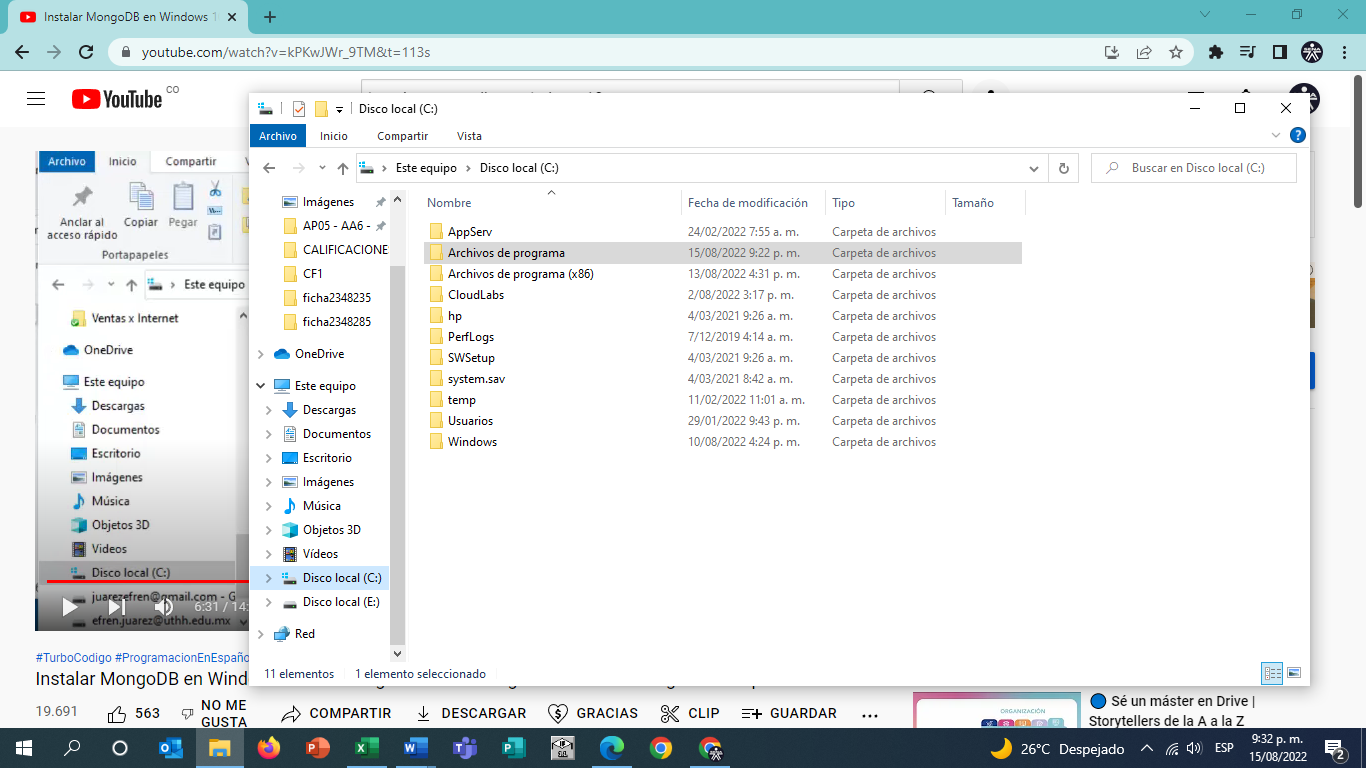 Instalar MongoDB en Windows 1
youtube.com/watch?v=kPKwJWr_9TM&t=113s
YouTube CO
Disco local (C:)
Archivo Inicio Compartir Vista
Este equipo > Disco local (C:)
Buscar en Disco local (C:)
Imágenes
AP05 - AA6 -
CALIFICACIONE
CF1
ficha2348235
ficha2348285
OneDrive
Este equipo
Descargas
Documentos
Escritorio
Imágenes
Música
Objetos 3D
Vídeos
Disco local (C:)
Disco local (E:)
Red
Nombre Fecha de modificación Tipo Tamaño
AppServ 24/02/2022 7:55 a. m. Carpeta de archivos
Archivos de programa 15/08/2022 9:22 p. m. Carpeta de archivos
Archivos de programa (x86) 13/08/2022 4:31 p. m. Carpeta de archivos
CloudLabs 2/08/2022 3:17 p. m. Carpeta de archivos
hp 4/03/2021 9:26 a. m. Carpeta de archivos
PerfLogs 7/12/2019 4:14 a. m. Carpeta de archivos
SWSetup 4/03/2021 9:26 a. m. Carpeta de archivos
system.sav 4/03/2021 8:42 a. m. Carpeta de archivos
temp 11/02/2022 11:01 a. m. Carpeta de archivos
Usuarios 29/01/2022 9:43 p. m. Carpeta de archivos
Windows 10/08/2022 4:24 p. m. Carpeta de archivos
11 elementos 1 elemento seleccionado
Archivo Inicio Compartir
Anclar al
acceso rápido
Copiar Pegar
Portapapeles
Este equipo
Ventas x Internet
OneDrive
Este equipo
Descargas
Documentos
Escritorio
Imágenes
Música
Objetos 3D
Videos
Disco local (C:)
juarezefren@gmail.com - G
efren.juarez@uthh.edu.mx
6:31 / 14:
#TurboCodigo #ProgramacionEnEspaño
Instalar MongoDB en Wind
19.691 563 NO ME
GUSTA
COMPARTIR DESCARGAR GRACIAS CLIP GUARDAR
ORGANIZACIÓN
Sé un máster en Drive |
Storytellers de la A a la Z
26°C Despejado ESP
9:32 p. m.
15/08/2022
2